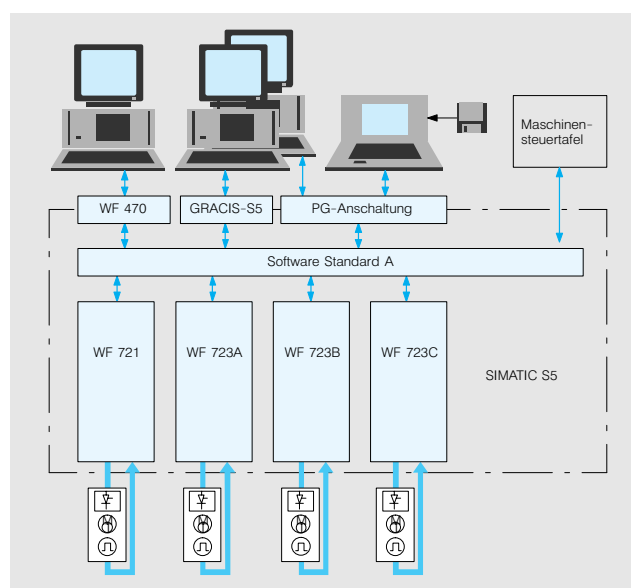 Maschinen-
steuertafel
WF 470
GRACIS-S5
PG-Anschaltung
Software Standard A
WF 721
WF 723A
WF 723B
WF 723C
SIMATIC S5
M
M
M
M